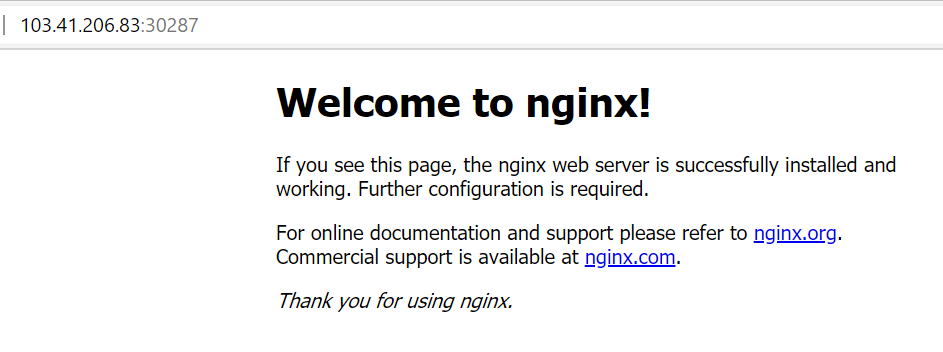 103.41.206.83:30287
Welcome to nginx!
If you see this page, the nginx web server is successfully installed and
working. Further configuration is required.
For online documentation and support please refer to nginx.org.
Commercial support is available at nginx.com.
Thank you for using nginx.